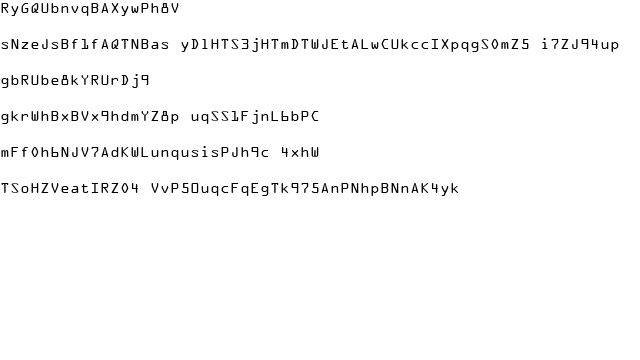 RyGQUbnvqBAXywPh8V
sNzeJsBf1fAQTNBas yD1HTS3jHTmDTWJEtALwCUkccIXpqgS0mZ5 i7ZJ94up
gbRUbe8kYRUrDj9
gkrWhBxBVx9hdmYZ8p uqSS1FjnL6bPC
mFf0h6NJV7AdKWLunqusisPJh9c 4xhW
TSoHZVeatIRZ04 VvP5OuqcFqEgTk975AnPNhpBNnAK4yk